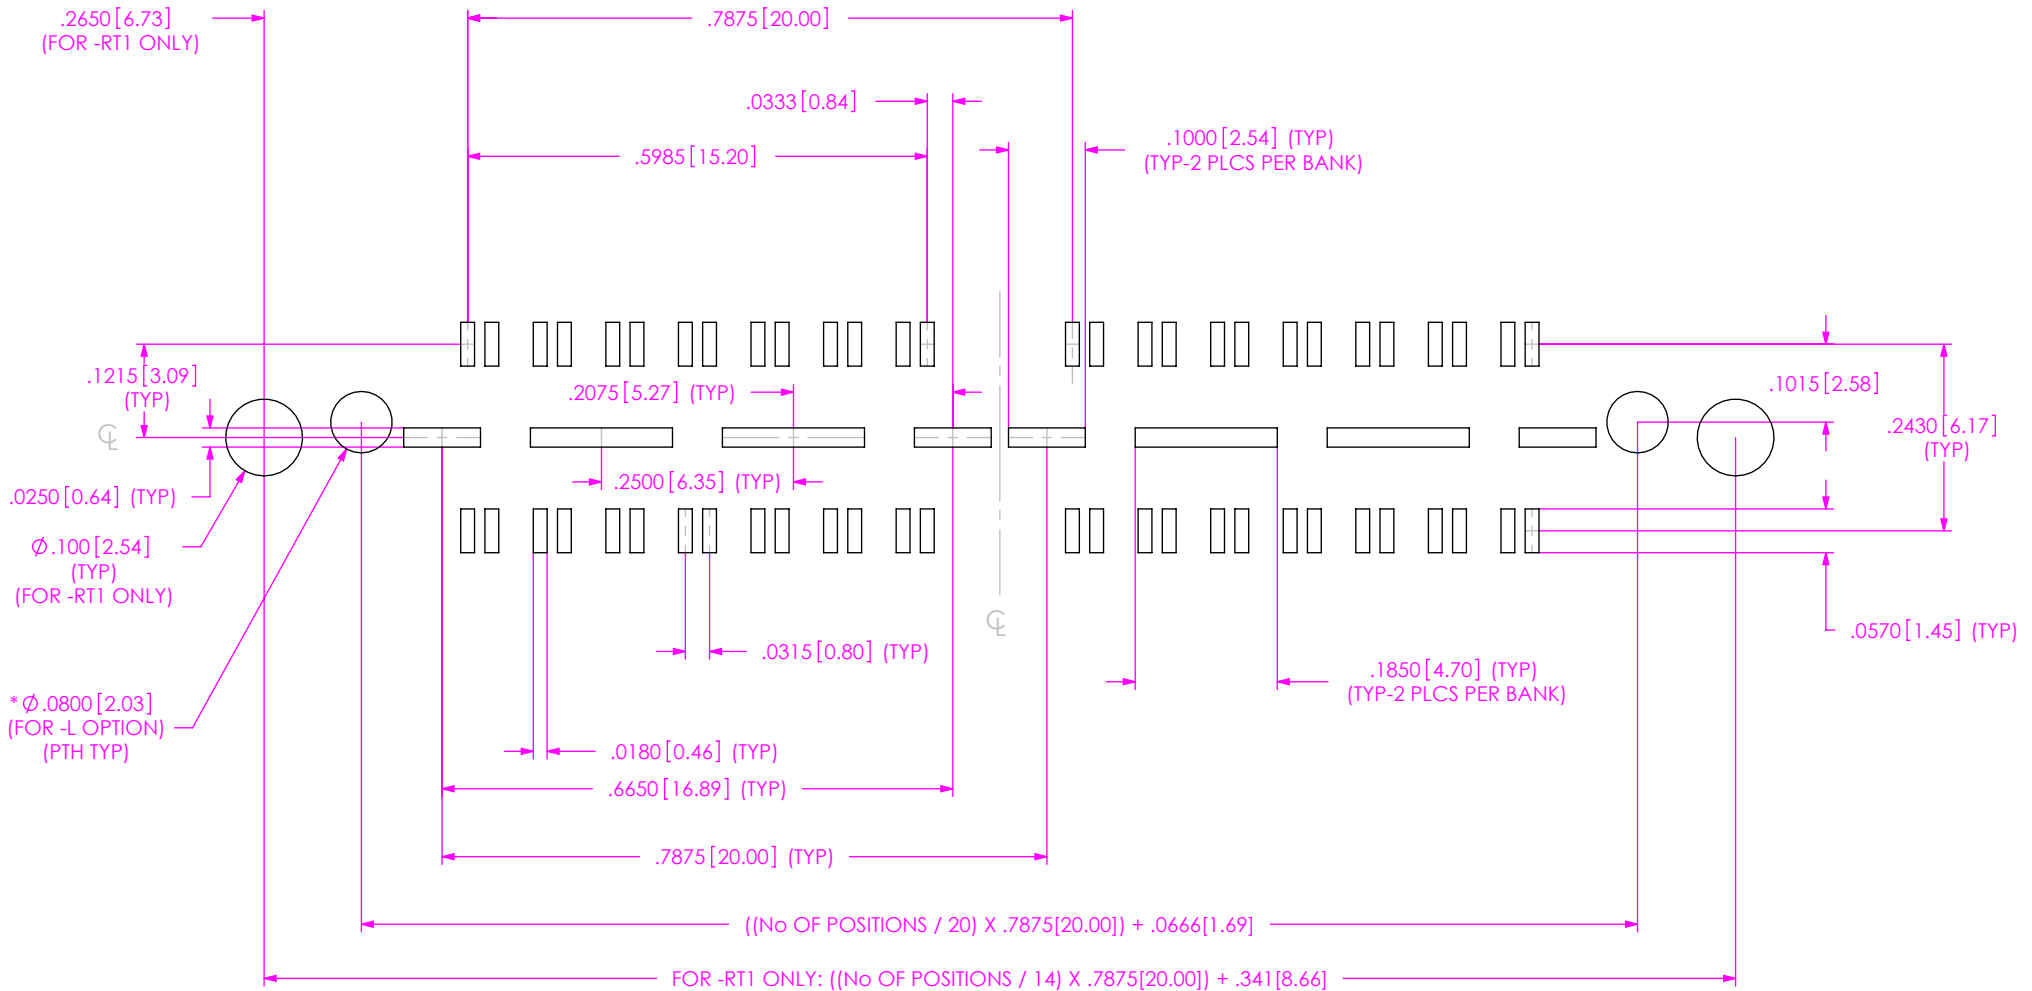 .2650[6.73]
(FOR -RT1 ONLY)
.7875[20.00]
.0333[0.84]
.5985[15.20]
.1000[2.54] (TYP)
(TYP-2 PLCS PER BANK)
.1215[3.09]
(TYP)
.2075[5.27] (TYP)
.1015[2.58]
.2430[6.17]
(TYP)
℄
.2500[6.35] (TYP)
.0250[0.64] (TYP)
Ø.100[2.54]
(TYP)
(FOR -RT1 ONLY)
℄
.0570[1.45] (TYP)
.0315[0.80] (TYP)
.1850[4.70] (TYP)
(TYP-2 PLCS PER BANK)
*Ø.0800[2.03]
(FOR -L OPTION)
(PTH TYP)
.0180[0.46] (TYP)
.6650[16.89] (TYP)
.7875[20.00] (TYP)
((No OF POSITIONS / 20) X .7875[20.00]) + .0666[1.69]
FOR -RT1 ONLY: ((No OF POSITIONS / 14) X .7875[20.00]) + .341[8.66]